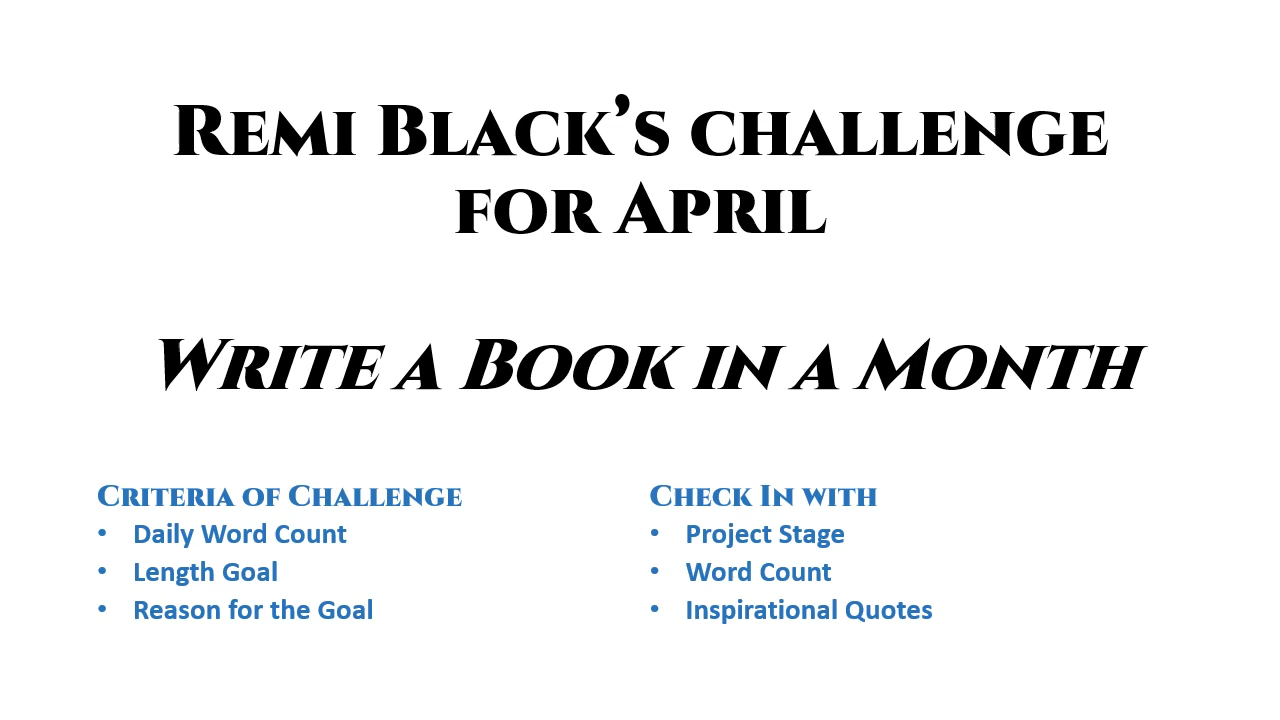 Remi Black’s challenge
for April
Write a Book in a Month
Criteria of Challenge
• Daily Word Count
• Length Goal
• Reason for the Goal
Check In with
• Project Stage
• Word Count
• Inspirational Quotes